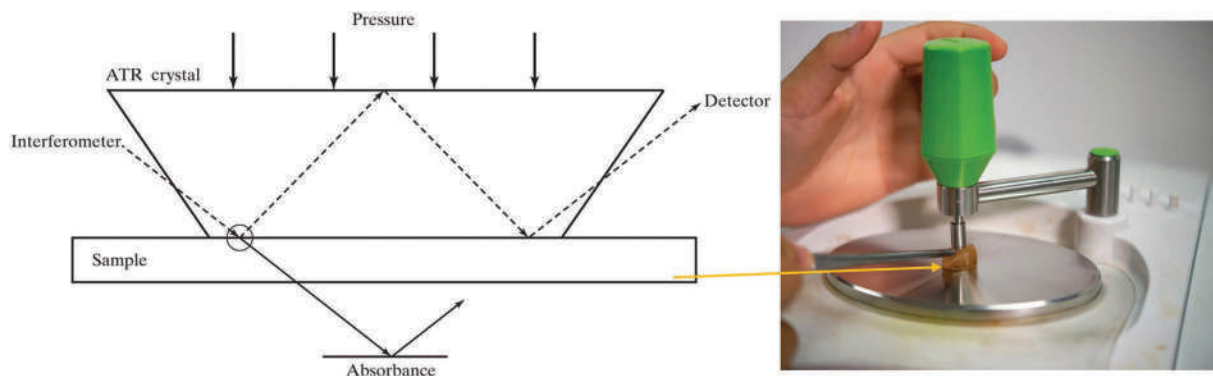 Pressure
ATR crystal
Detector
Interferometer
Sample
Absorbance